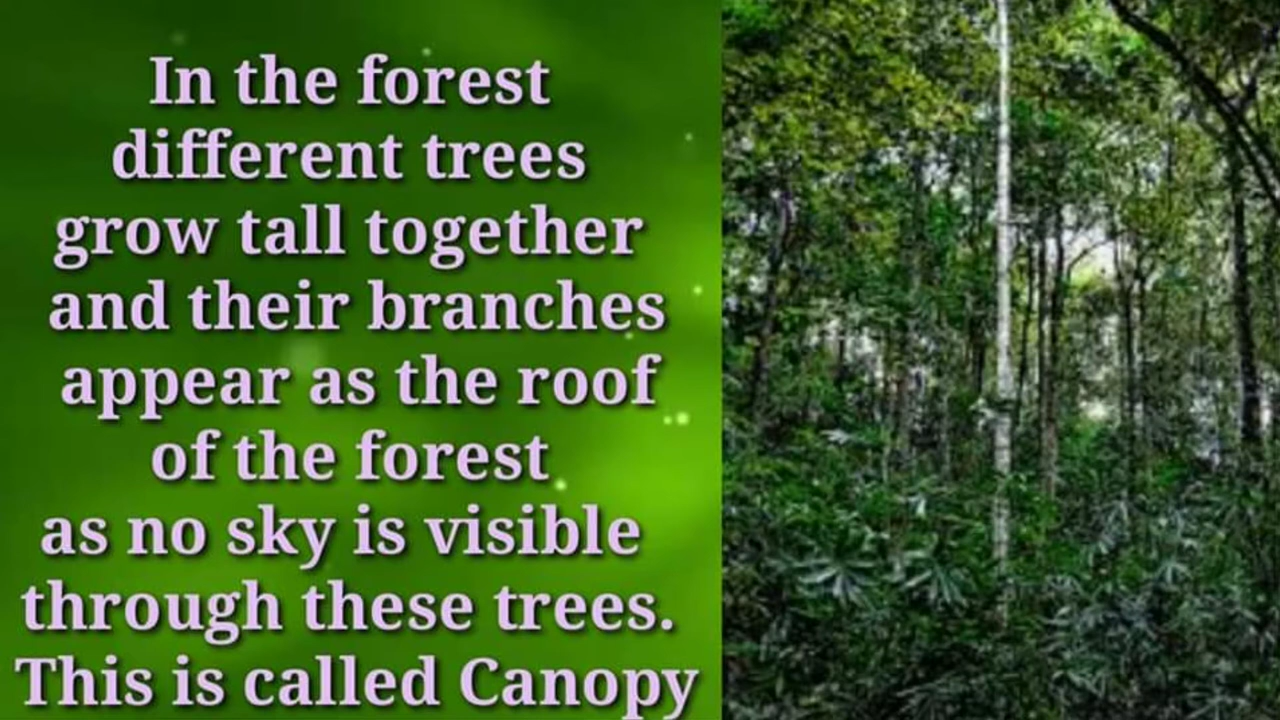 In the forest
different trees
grow tall together
and their branches
appear as the roof
of the forest
as no sky is visible
through these trees.
This is called Canopy